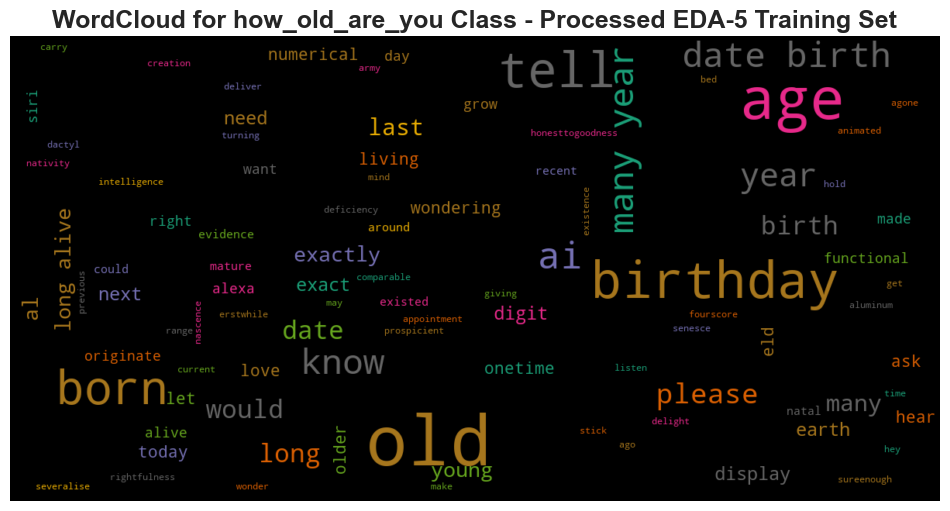 WordCloud for how_old_are_you Class - Processed EDA-5 Training Set
carry
creation
numerical
day
army
tell
many year
date birth
bed
age
agone
animated
siri
deliver
need
turning
last
grow
honesttogoodness
dactyl
nativity
intelligence
want
living
mind
recent
existence
year
hold
long alive
right
evidence
deficiency
around
wondering
birth
made
al
previous
could
next
mature
alexa
exactly
exact
comparable
ai
birthday
functional
get
aluminum
nascence
erstwhile
may
existed
giving
digit
fourscore
senesce
eld
range
date
appointment
prospicient
originate
current
love
know
onetime
listen
ask
born
let
would
please
delight
natal
many
time
hear
alive
today
long
older
old
young
make
stick
ago
earth
hey
severalise
rightfulness
wonder
display
sureenough